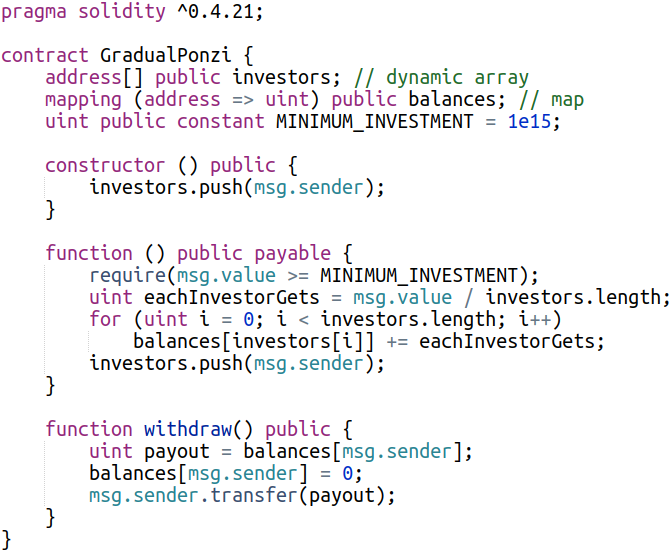 pragma solidity ^0.4.21;
contract GradualPonzi {
address[] public investors; // dynamic array
mapping (address => uint) public balances; // map
uint public constant MINIMUM_INVESTMENT = 1e15;
constructor () public {
investors.push(msg.sender);
}
function () public payable {
require(msg.value >= MINIMUM_INVESTMENT);
uint eachInvestorGets = msg.value / investors.length;
for (uint i = 0; i < investors.length; i++)
balances[investors[i]] += eachInvestorGets;
investors.push(msg.sender);
}
function withdraw() public {
uint payout = balances[msg.sender];
balances[msg.sender] = 0;
msg.sender.transfer(payout);
}
}